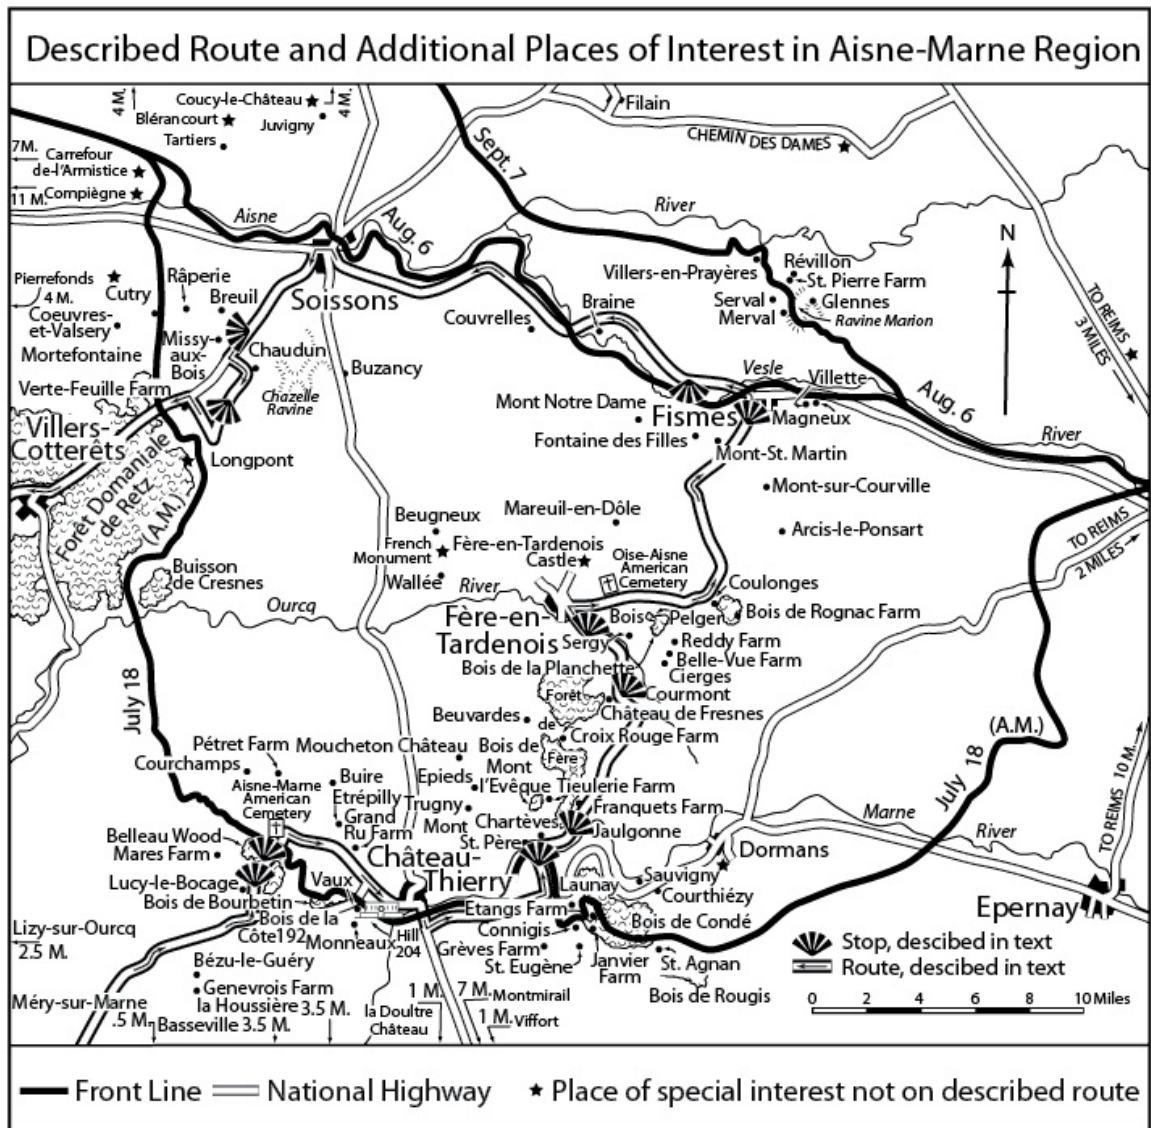 Described Route and Additional Places of Interest in Aisne-Marne Region
4 M.
Coucy-le-Château
4 M.
Blérancourt
Juvigny
Tartiers
Filain
CHEMIN DES DAMES
Sept. 7
7M.
Carrefour
de-l'Armistice
11 M.
Compiègne
Aisne
Aug. 6
River
N
Villers-en-Prayères
Révillon
St. Pierre Farm
Serval
Glennes
Merval
Ravine Marion
TO REIMS
3 MILES
Pierrefonds
4 M.
Cutry
Râperie
Breuil
Soissons
Coeuvres-
et-Valsery
Missy-
aux-
Bois
Mortefontaine
Chaudun
Couvrelles
Braine
Buzancy
Chazelle
Ravine
Verte-Feuille Farm
Vesle
Villette
Aug. 6
River
Mont Notre Dame
Fismes
Magneux
Villers-
Cotterêts
Fontaine des Filles
Mont-St. Martin
Longpont
Forêt Domaniale
de Retz
(A.M.)
Mont-sur-Courville
Mareuil-en-Dôle
Arcis-le-Ponsart
Beugneux
French
Monument
Fère-en-Tardenois
Castle
Oise-Aisne
American
Cemetery
Wallée
TO REIMS
2 MILES
Buisson
de Cresnes
Ourcq
River
Coulonges
Fère-en-
Tardenois
Bois
Pelger
Bois de Rognac Farm
Sergy
Reddy Farm
Belle-Vue Farm
Cierges
Bois de la Planchette
Forêt
Courmont
July 18
Château de Fresnes
Beuvardes
de
Croix Rouge Farm
(A.M.)
July 18
Pétret Farm
Moucheton Château
Bois de
Mont
Fère
Courchamps
Aisne-Marne
American
Cemetery
Buire
Epieds
l'Evêque
Tieulerie Farm
TO REIMS 10 M.
Etrépilly
Trugny
Franquets Farm
Grand
Ru Farm
Mont
St. Père
Chartèves
Jaulgonne
Marne
River
Belleau Wood
Mares Farm
Château-
Thierry
Dormans
Lucy-le-Bocage
Vaux
Launay
Sauvigny
Courthiézy
Bois de Bourbetin
Etangs Farm
Epernay
Bois de la
Côte192
Connigis
Bois de Condé
Lizy-sur-Ourcq
2.5 M.
Monneaux
Hill
204
Grèves Farm
Stop, descibed in text
Bézu-le-Guéry
St. Eugène
Janvier
Farm
St. Agnan
Route, descibed in text
Genevrois Farm
Bois de Rougis
Méry-sur-Marne
.5 M.
la Houssière 3.5 M.
Basseville 3.5 M.
la Doultre
Château
1 M.
7 M.
Montmirail
1 M.
Viffort
0 2 4 6 8 10 Miles
Front Line
National Highway
Place of special interest not on described route